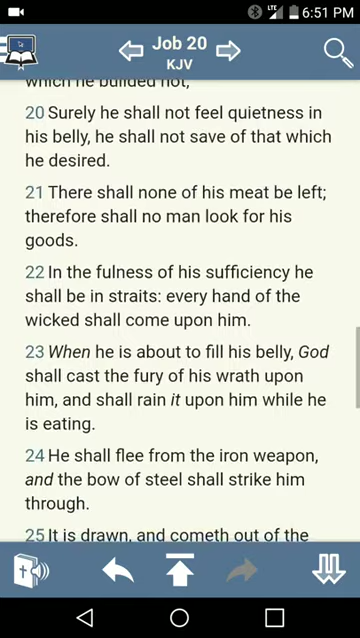 LTE 6:51 PM
Job 20
KJV
which he builded not;
20 Surely he shall not feel quietness in
his belly, he shall not save of that which
he desired.
21 There shall none of his meat be left;
therefore shall no man look for his
goods.
22 In the fulness of his sufficiency he
shall be in straits: every hand of the
wicked shall come upon him.
23 When he is about to fill his belly, God
shall cast the fury of his wrath upon
him, and shall rain it upon him while he
is eating.
24 He shall flee from the iron weapon,
and the bow of steel shall strike him
through.
25 It is drawn, and cometh out of the